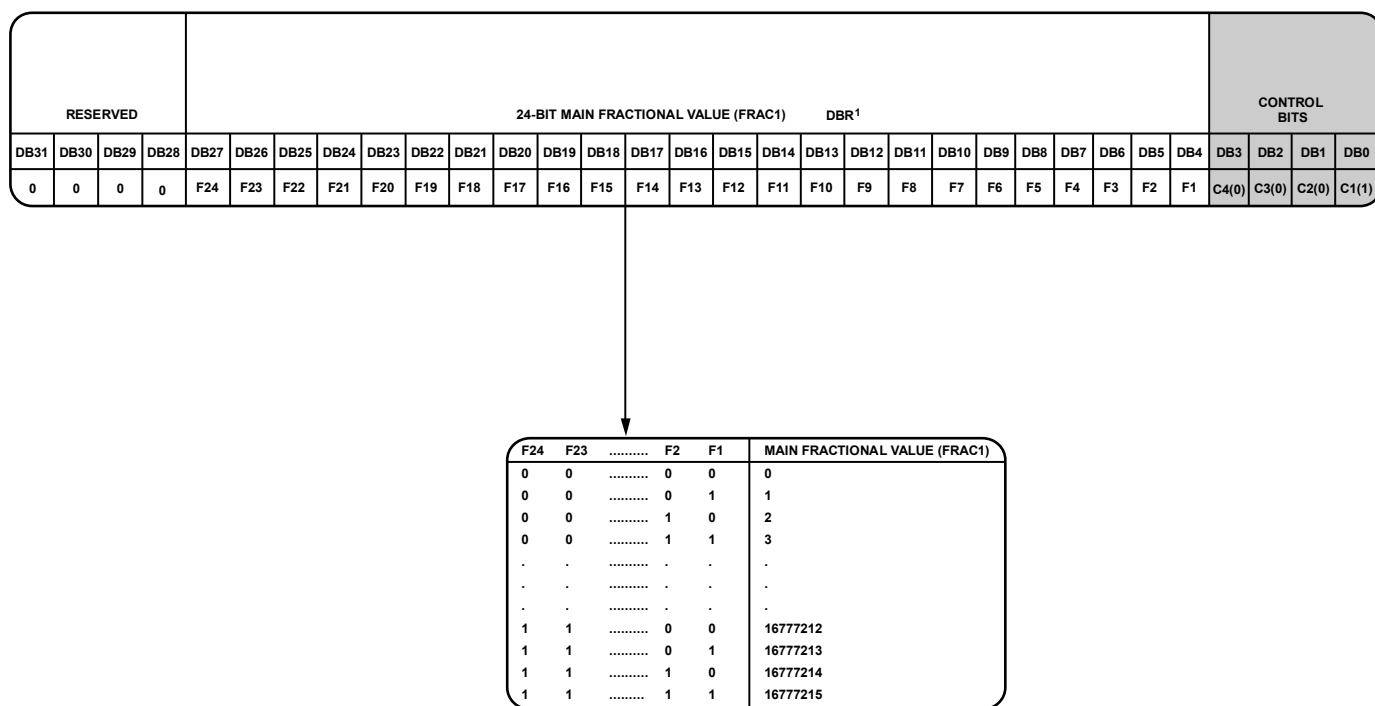 RESERVED 24-BIT MAIN FRACTIONAL VALUE (FRAC1) DBR1 CONTROL
BITS
DB31 DB30 DB29 DB28 DB27 DB26 DB25 DB24 DB23 DB22 DB21 DB20 DB19 DB18 DB17 DB16 DB15 DB14 DB13 DB12 DB11 DB10 DB9 DB8 DB7 DB6 DB5 DB4 DB3 DB2 DB1 DB0
0 0 0 0 F24 F23 F22 F21 F20 F19 F18 F17 F16 F15 F14 F13 F12 F11 F10 F9 F8 F7 F6 F5 F4 F3 F2 F1 C4(0) C3(0) C2(0) C1(1)
F24 F23 .......... F2 F1 MAIN FRACTIONAL VALUE (FRAC1)
0 0 .......... 0 0 0
0 0 .......... 0 1 1
0 0 .......... 1 0 2
0 0 .......... 1 1 3
. . .......... . . .
. . .......... . . .
. . .......... . . .
1 1 .......... 0 0 16777212
1 1 .......... 0 1 16777213
1 1 .......... 1 0 16777214
1 1 ......... 1 1 16777215